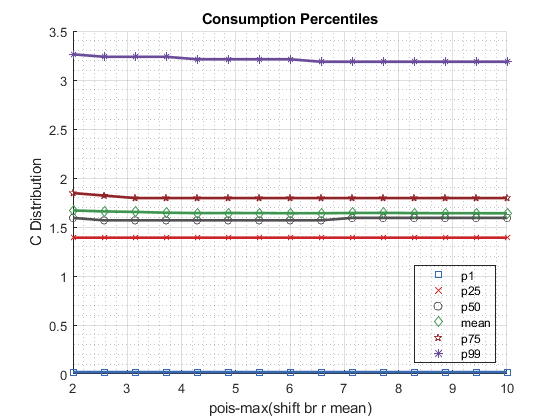 Consumption Percentiles
3.5
3
2.5
2
1.5
1
0.5
0
C Distribution
p1
p25
p50
mean
p75
p99
2 3 4 5 6 7 8 9 10
pois-max(shift br r mean)